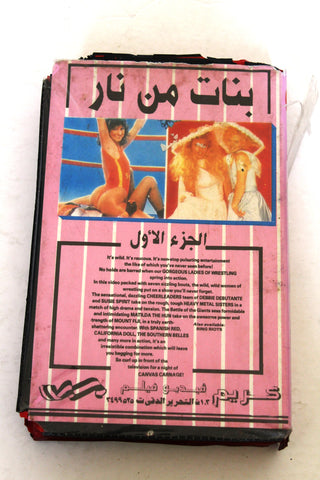 بنات من نار
الجزء الأول
It's wild. It's raunchous. It's non-stop pulsating entertainment
the like of which you've never seen before!
No holds are barred when our GORGEOUS LADIES OF WRESTLING
spring into action.
In this video packed with seven sizzling bouts, the wild, wild women of
wrestling put on a show you'll never forget.
The sensational, dazzling CHEERLEADERS team of DEBBIE DEBUTANTE
and SUSIE SPIRIT take on the rough, tough HEAVY METAL SISTERS in a
match of high drama and tension. The Battle of the Giants sees formidable
and intimidating MATILDA THE HUN take on the awesome power and
strength of MOUNT FIJI, in a truly earth
shattering encounter. With SPANISH RED,
CALIFORNIA DOLL, THE SOUTHERN BELLES
and many more in action, it's an
irresistible combination which will leave
you begging for more.
So curl up in front of the
television for a night of
CANVAS CARNAGE!
Also available:
RING RIOTS
كريم فيديو فيلم
٥١ ش التحرير الدقى ت ٣٤٩٩٥٢٥